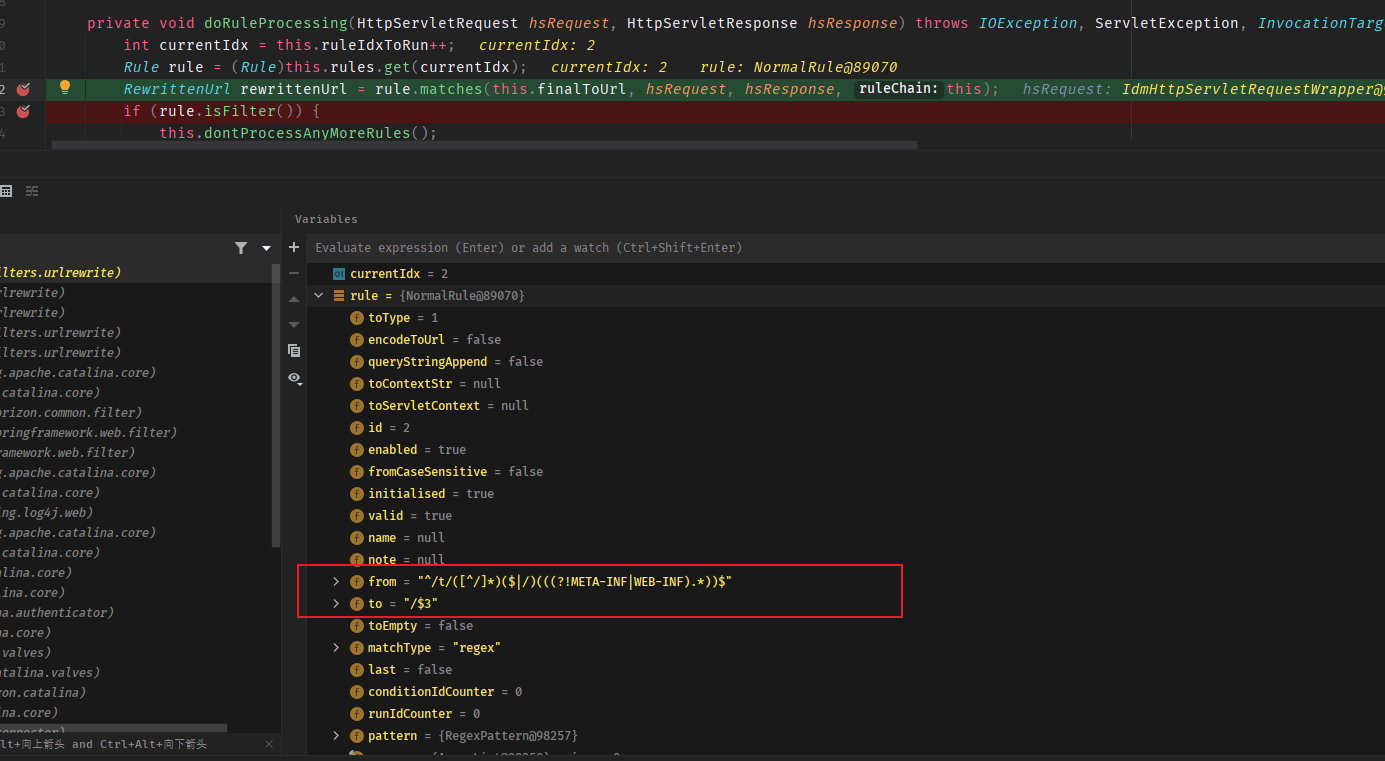 private void doRuleProcessing(HttpServletRequest hsRequest, HttpServletResponse hsResponse) throws IOException, ServletException, InvocationTarg
int currentIdx = this.ruleIdxToRun++; currentIdx: 2
Rule rule = (Rule)this.rules.get(currentIdx); currentIdx: 2 rule: NormalRule@89070
RewrittenUrl rewrittenUrl = rule.matches(this.finalToUrl, hsRequest, hsResponse, ruleChain: this); hsRequest: IdmHttpServletRequestWrapper@
if (rule.isFilter()) {
this.dontProcessAnyMoreRules();
Variables
Evaluate expression (Enter) or add a watch (Ctrl+Shift+Enter)
lters.urlrewrite)
rlrewrite)
rlrewrite)
ilters.urlrewrite)
ilters.urlrewrite)
g.apache.catalina.core)
.catalina.core)
orizon.common.filter)
pringframework.web.filter)
ramework.web.filter)
g.apache.catalina.core)
.catalina.core)
ing.log4j.web)
g.apache.catalina.core)
.catalina.core)
lina.core)
ina.core)
na.authenticator)
na.core)
.valves)
atalina.valves)
zon.catalina)
ina.core)
connector)
lt+向上箭头 and Ctrl+Alt+向下箭头
currentIdx = 2
rule = {NormalRule@89070}
toType = 1
encodeToUrl = false
queryStringAppend = false
toContextStr = null
toServletContext = null
id = 2
enabled = true
fromCaseSensitive = false
initialised = true
valid = true
name = null
note = null
from = "^/t/([^/]*)($|/)(((?!META-INF|WEB-INF).*))$"
to = "/$3"
toEmpty = false
matchType = "regex"
last = false
conditionIdCounter = 0
runIdCounter = 0
pattern = {RegexPattern@98257}